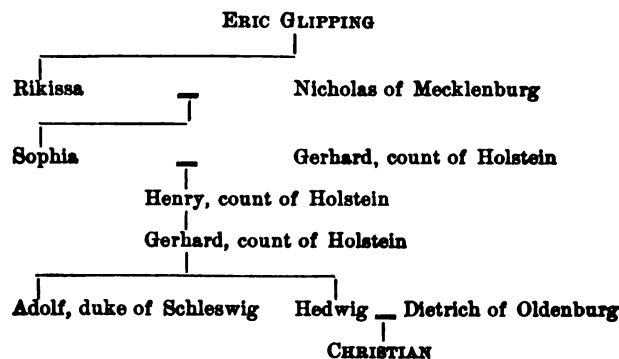 ERIC GLIPPING
Rikissa Nicholas of Mecklenburg
Sophia Gerhard, count of Holstein
Henry, count of Holstein
Gerhard, count of Holstein
Adolf, duke of Schleswig Hedwig Dietrich of Oldenburg
CHRISTIAN